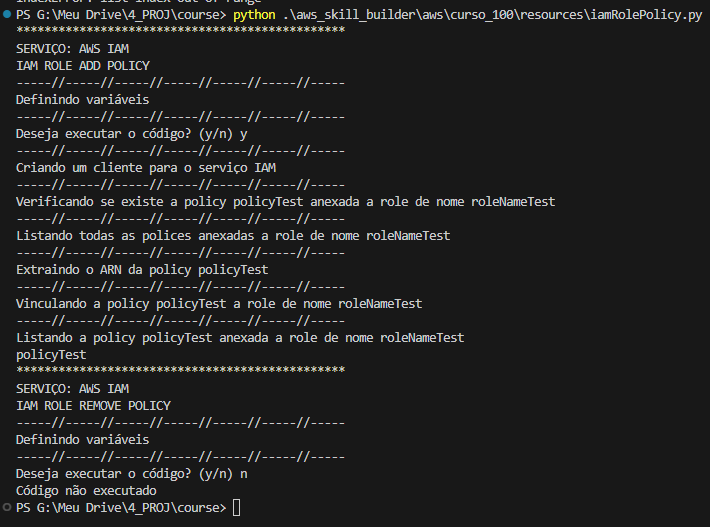 IndexError: list index out of range
PS G:\Meu Drive\4_PROJ\course> python .\aws_skill_builder\aws\curso_100\resources\iamRolePolicy.py
***********************************************
SERVIÇO: AWS IAM
IAM ROLE ADD POLICY
-----//-----//-----//-----//-----//-----//-----
Definindo variáveis
-----//-----//-----//-----//-----//-----//-----
Deseja executar o código? (y/n) y
-----//-----//-----//-----//-----//-----//-----
Criando um cliente para o serviço IAM
-----//-----//-----//-----//-----//-----//-----
Verificando se existe a policy policyTest anexada a role de nome roleNameTest
-----//-----//-----//-----//-----//-----//-----
Listando todas as polices anexadas a role de nome roleNameTest
-----//-----//-----//-----//-----//-----//-----
Extraindo o ARN da policy policyTest
-----//-----//-----//-----//-----//-----//-----
Vinculando a policy policyTest a role de nome roleNameTest
-----//-----//-----//-----//-----//-----//-----
Listando a policy policyTest anexada a role de nome roleNameTest
policyTest
***********************************************
SERVIÇO: AWS IAM
IAM ROLE REMOVE POLICY
-----//-----//-----//-----//-----//-----//-----
Definindo variáveis
-----//-----//-----//-----//-----//-----//-----
Deseja executar o código? (y/n) n
Código não executado
PS G:\Meu Drive\4_PROJ\course>